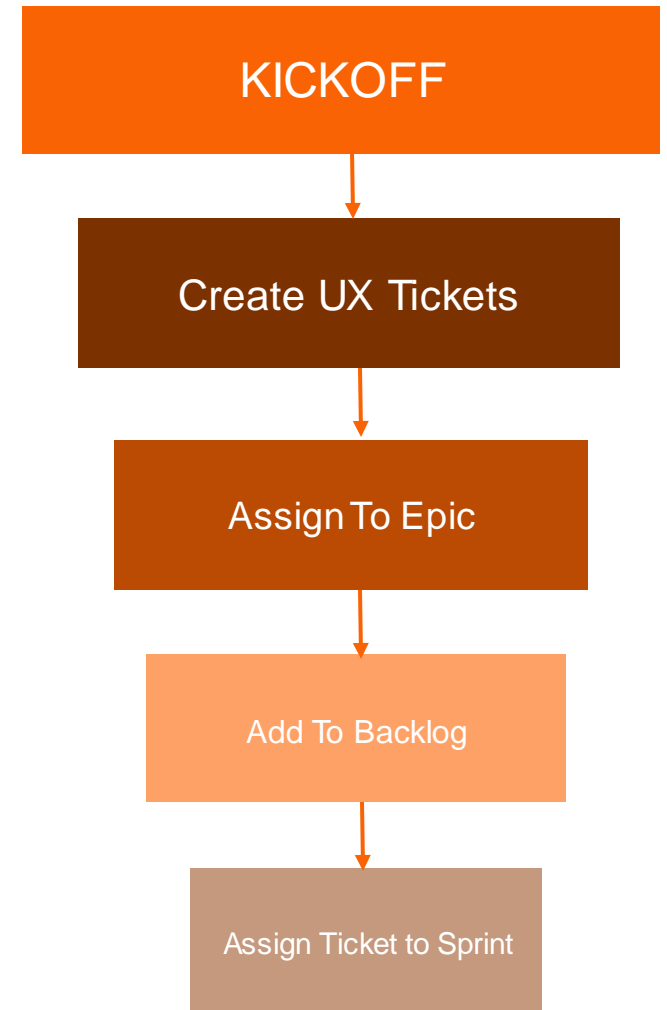 KICKOFF
Create UX Tickets
Assign To Epic
Add To Backlog
Assign Ticket to Sprint